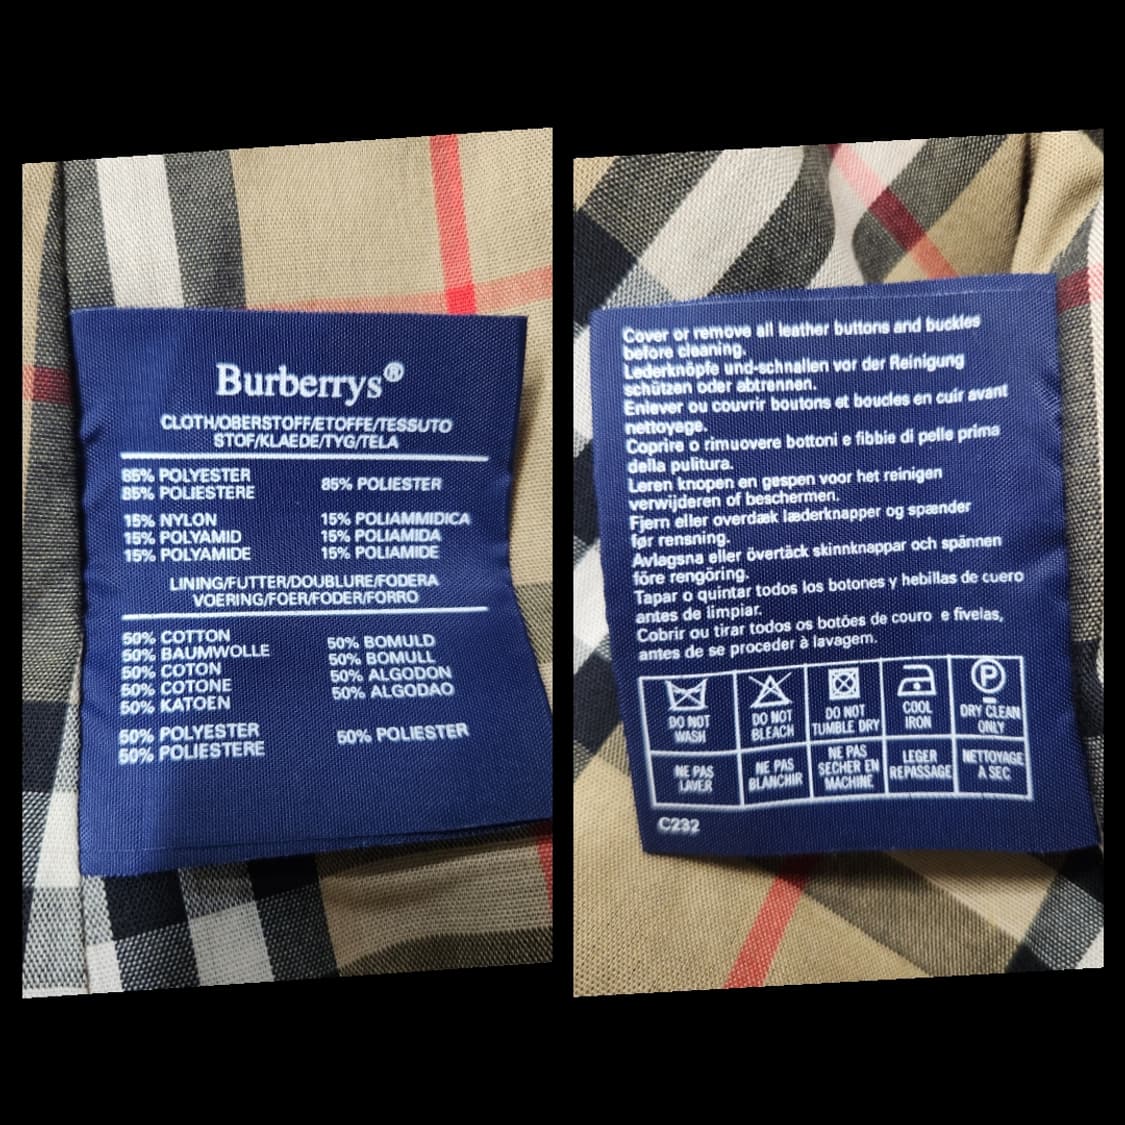 Burberrys®
CLOTH/OBERSTOFF/ETOFFE/TESSUTO
STOF/KLAEDE/TYG/TELA
85% POLYESTER
85% POLIESTERE
85% POLIESTER
15% NYLON
15% POLYAMID
15% POLYAMIDE
15% POLIAMMIDICA
15% POLIAMIDA
15% POLIAMIDE
LINING/FUTTER/DOUBLURE/FODERA
VOERING/FOER/FODER/FORRO
50% COTTON
50% BAUMWOLLE
50% COTON
50% COTONE
50% KATOEN
50% BOMULD
50% BOMULL
50% ALGODÓN
50% ALGODAO
50% POLYESTER
50% POLIESTERE
50% POLIESTER
Cover or remove all leather buttons and buckles
before cleaning.
Lederknöpfe und-schnallen vor der Reinigung
schützen oder abtrennen.
Enlever ou couvrir boutons et boucles en cuir avant
nettoyege.
Coprire o rimuovere bottoni e fibbie di pelle prima
della pulitura.
Leren knopen en gespen voor het reinigen
verwijderen of beschermen.
Fjern eller overdæk læderknapper og spænder
før rensning.
Avlagsna eller övertäck skinnknappar och spännen
före rengöring.
Tapar o quintar todos los botones y hebillas de cuero
antes de limpiar.
Cobrir ou tirar todos os botões de couro e fivelas,
antes de se proceder à lavagem.
DO NOT
WASH
DO NOT
BLEACH
DO NOT
TUMBLE DRY
COOL
IRON
P
DRY CLEAN
ONLY
NE PAS
LAVER
NE PAS
BLANCHIR
NE PAS
SECHER EN
MACHINE
LEGER
REPASSAGE
NETTOYAGE
A SEC
C232